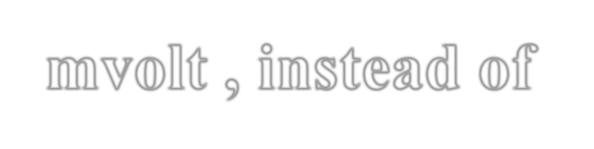 mvolt , instead of